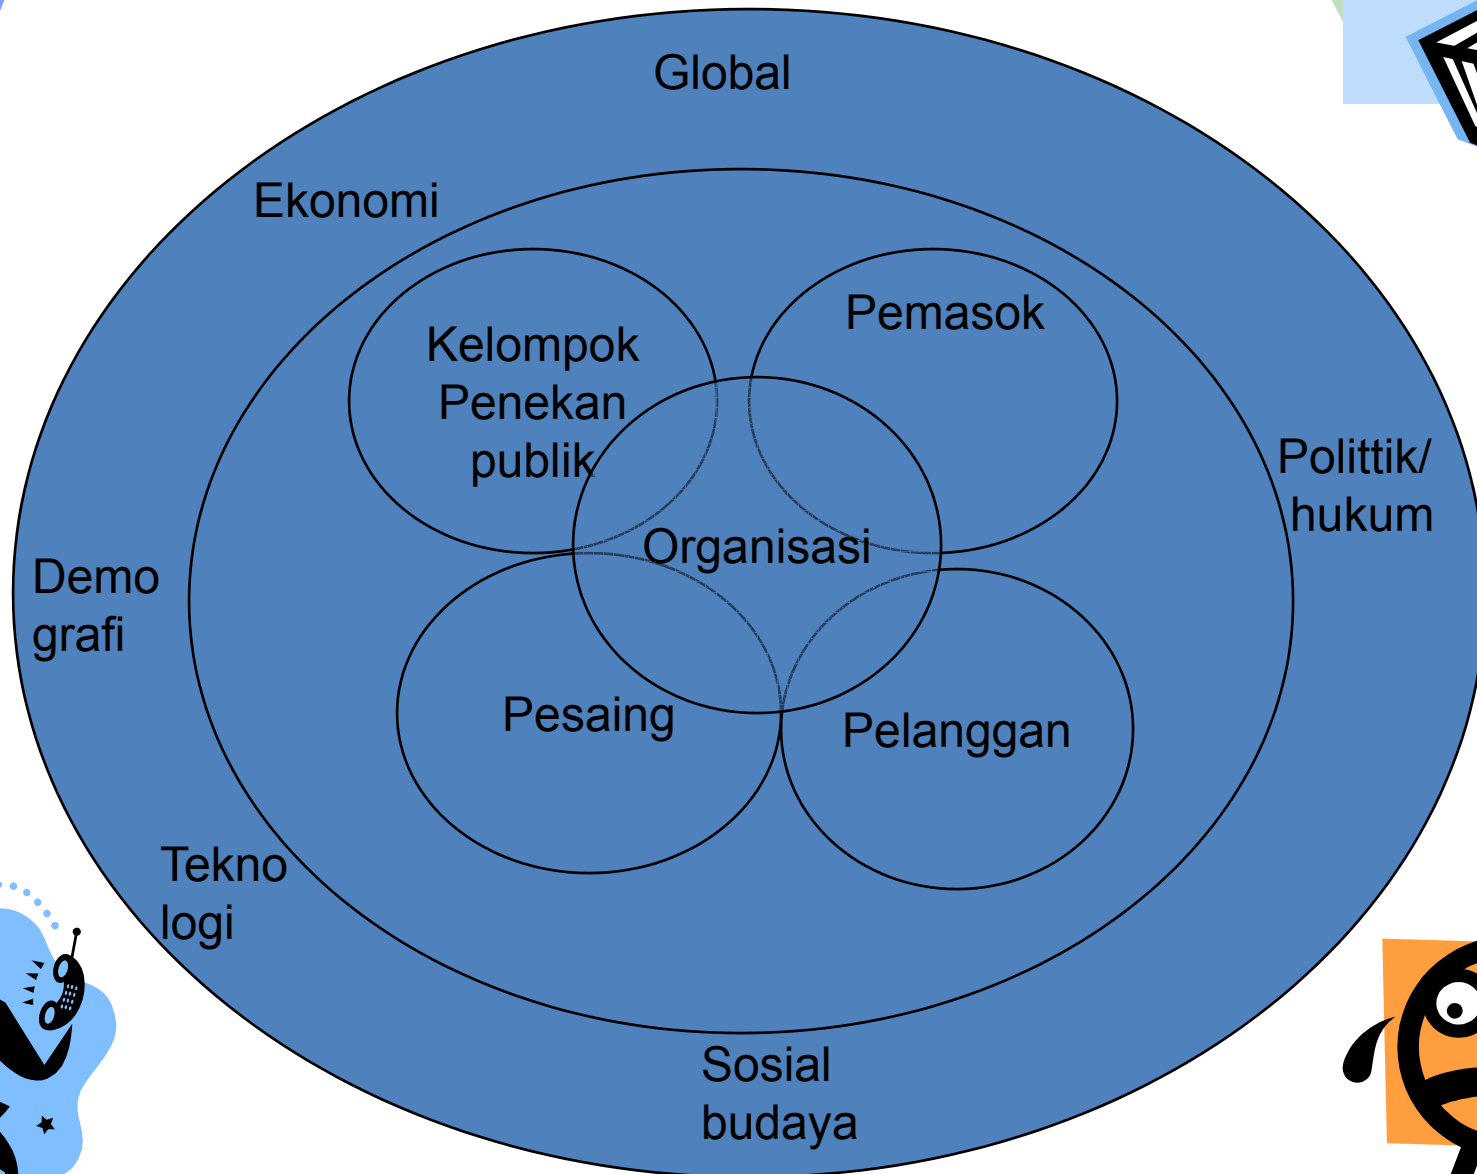 Global
Ekonomi
Kelompok
Penekan
publik
Pemasok
Polittik/
hukum
Organisasi
Demo
grafi
Pesaing
Pelanggan
Tekno
logi
Sosial
budaya